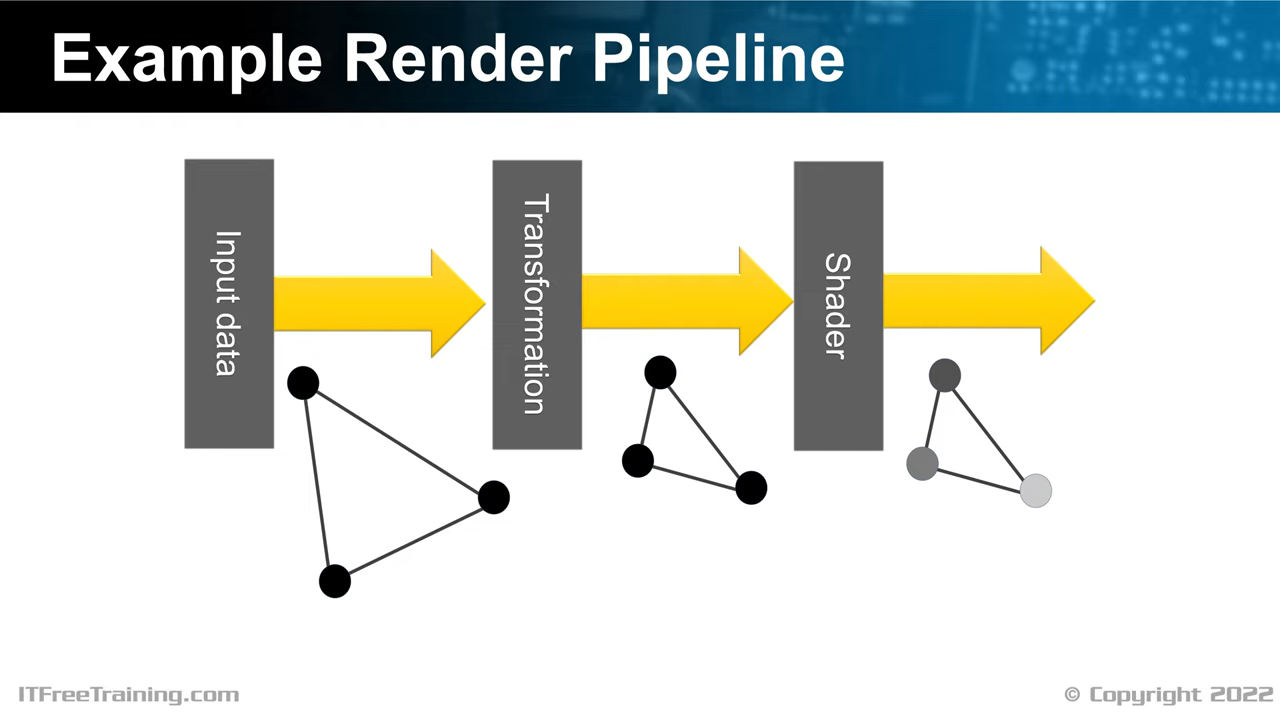 Example Render Pipeline
Input data
Transformation
Shader
ITFreeTraining.com
© Copyright 2022